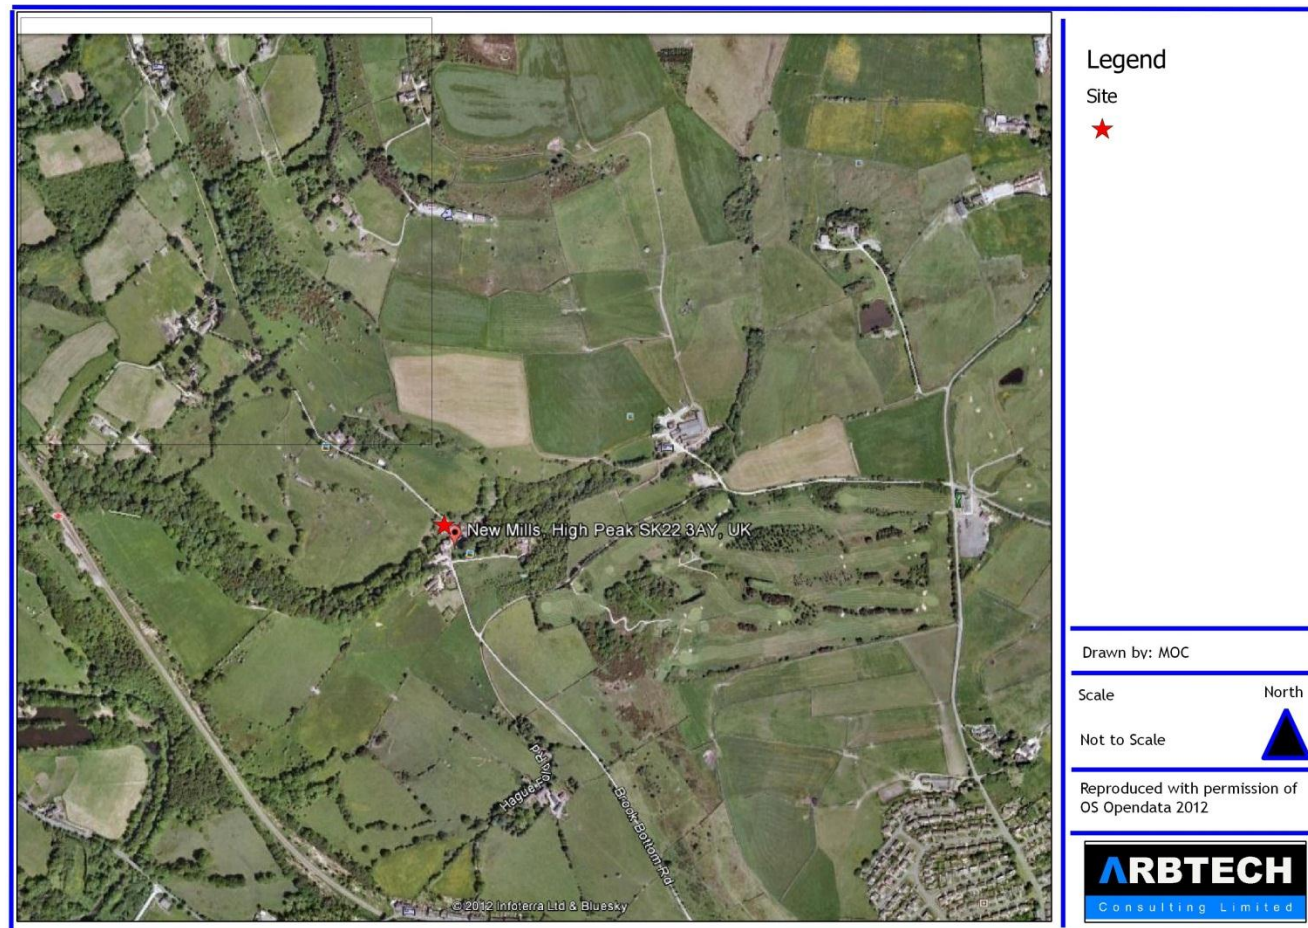 Legend
Site
New Mills, High Peak SK22 3AY, UK
Hague Fold Rd
Brook Bottom Rd
© 2012 Infoterra Ltd & Bluesky
Drawn by: MOC
Scale
North
Not to Scale
Reproduced with permission of
OS Opendata 2012
ARBTECH
Consulting Limited